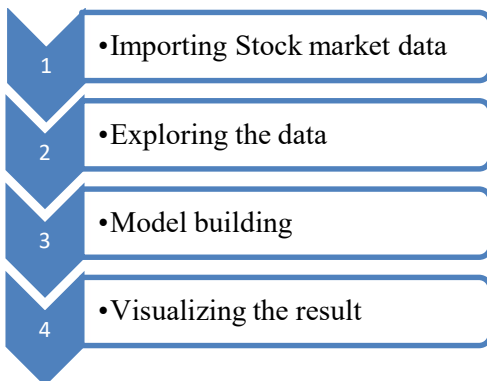 1 •Importing Stock market data
2 •Exploring the data
3 •Model building
4 •Visualizing the result